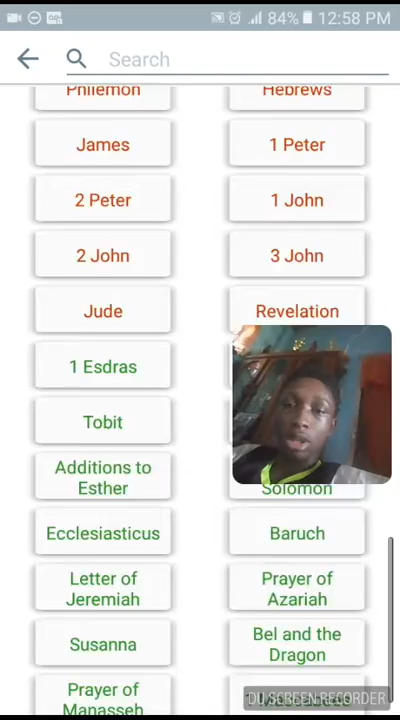 84% 12:58 PM
Search
Philemon
Hebrews
James
1 Peter
2 Peter
1 John
2 John
3 John
Jude
Revelation
1 Esdras
Tobit
Additions to
Esther
Solomon
Ecclesiasticus
Baruch
Letter of
Jeremiah
Prayer of
Azariah
Susanna
Bel and the
Dragon
Prayer of
Manasseh
DU SCREEN RECORDER